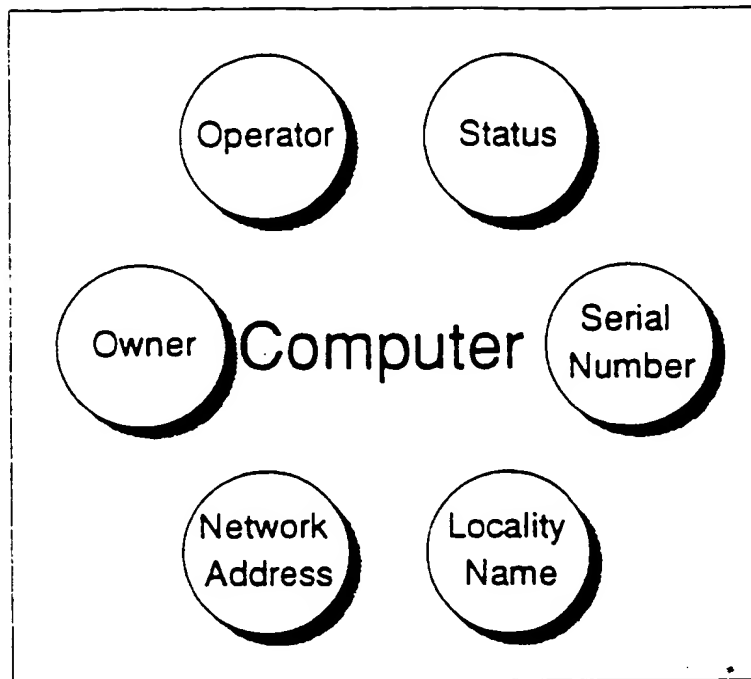 Operator
Status
Owner
Computer
Serial
Number
Network
Address
Locality
Name